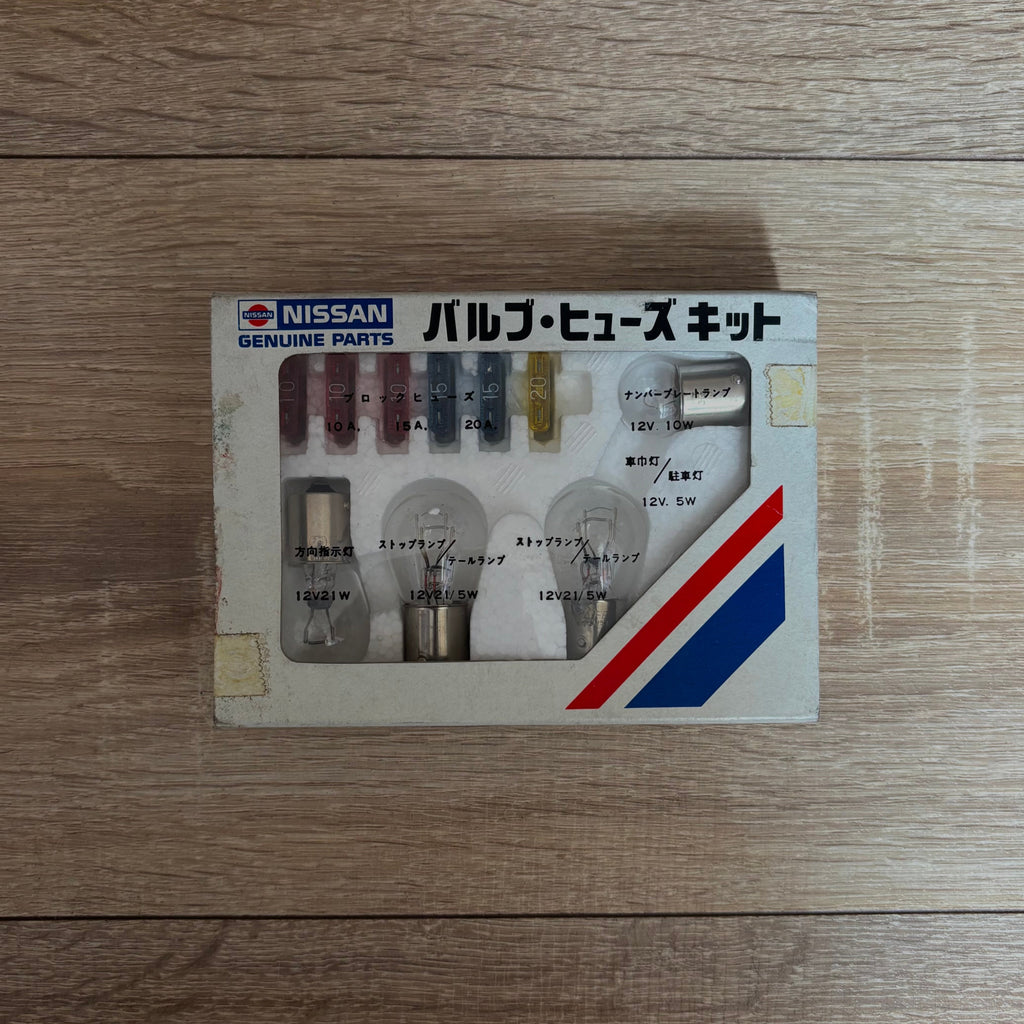 NISSAN
NISSAN
GENUINE PARTS
バルブ・ヒューズキット
10
10
10
15
15
20
ブロックヒューズ
10A. 15A. 20A.
ナンバープレートランプ
12V. 10W
車巾灯/駐車灯
12V. 5W
方向指示灯
12V21W
ストップランプ/テールランプ
12V21/5W
ストップランプ/テールランプ
12V21/5W